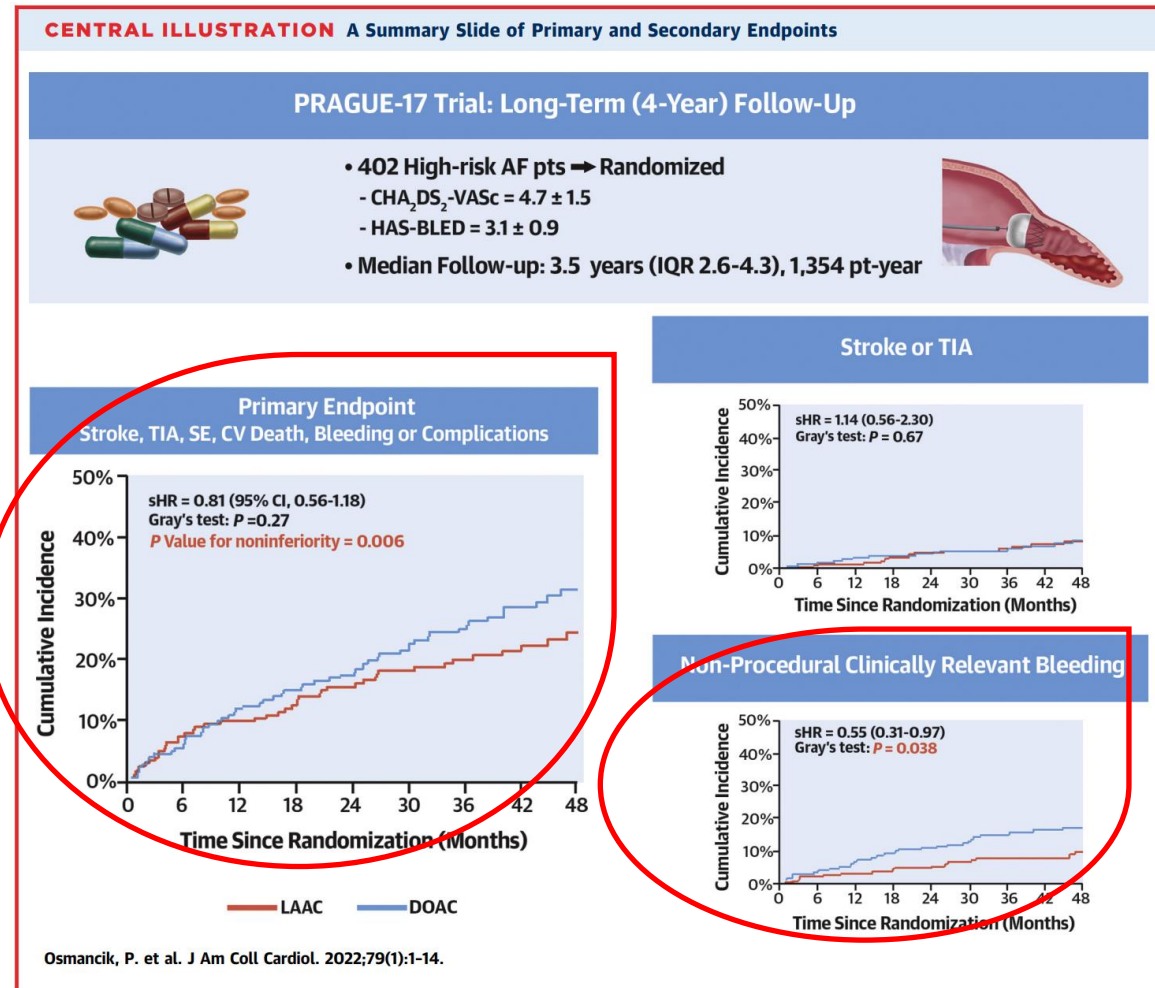 CENTRAL ILLUSTRATION A Summary Slide of Primary and Secondary Endpoints
PRAGUE-17 Trial: Long-Term (4-Year) Follow-Up
• 402 High-risk AF pts ➞ Randomized
- CHA₂DS₂-VASc = 4.7 ± 1.5
- HAS-BLED = 3.1 ± 0.9
• Median Follow-up: 3.5 years (IQR 2.6-4.3), 1,354 pt-year
Primary Endpoint
Stroke, TIA, SE, CV Death, Bleeding or Complications
50%
40%
30%
20%
10%
0%
Cumulative Incidence
sHR = 0.81 (95% CI, 0.56-1.18)
Gray's test: P =0.27
P Value for noninferiority = 0.006
0 6 12 18 24 30 36 42 48
Time Since Randomization (Months)
LAAC DOAC
Stroke or TIA
50%
40%
30%
20%
10%
0%
Cumulative Incidence
sHR = 1.14 (0.56-2.30)
Gray's test: P = 0.67
0 6 12 18 24 30 36 42 48
Time Since Randomization (Months)
Non-Procedural Clinically Relevant Bleeding
50%
40%
30%
20%
10%
0%
Cumulative Incidence
sHR = 0.55 (0.31-0.97)
Gray's test: P = 0.038
0 6 12 18 24 30 36 42 48
Time Since Randomization (Months)
Osmancik, P. et al. J Am Coll Cardiol. 2022;79(1):1–14.